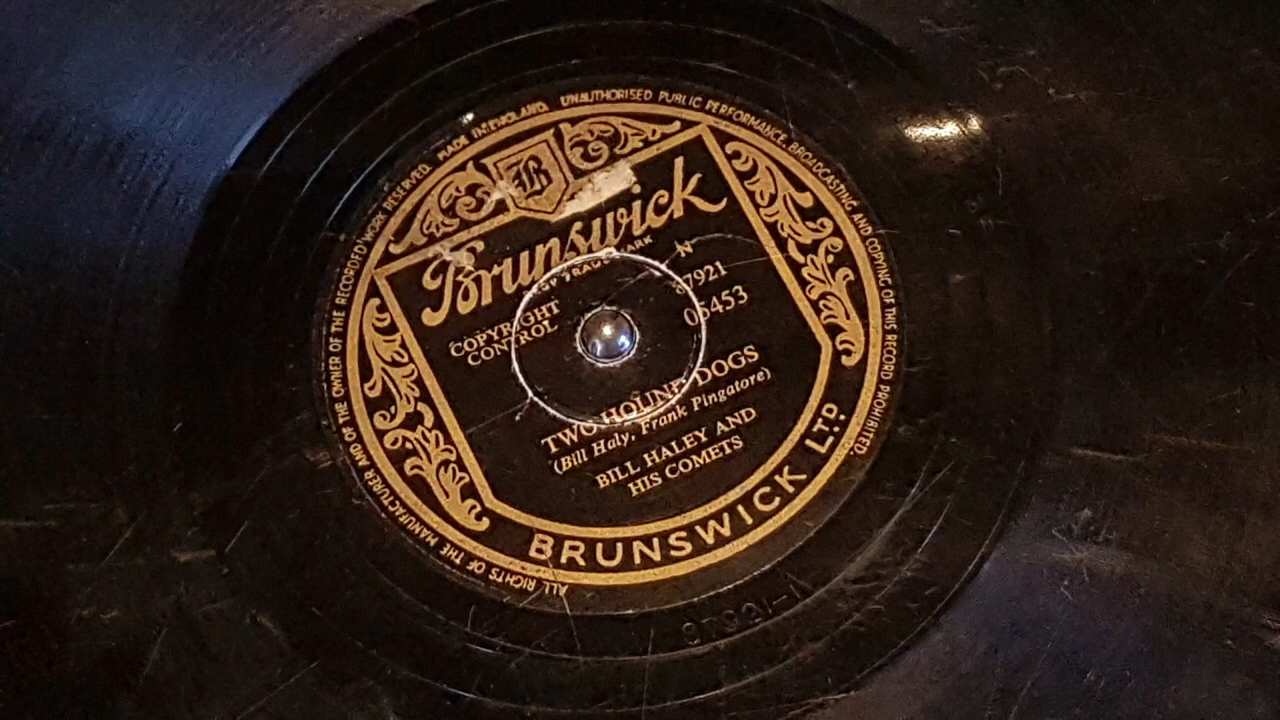 ALL RIGHTS OF THE MANUFACTURER AND OF THE OWNER OF THE RECORDED WORK RESERVED. MADE IN ENGLAND. UNAUTHORISED PUBLIC PERFORMANCE, BROADCASTING AND COPYING OF THIS RECORD PROHIBITED.
B
Brunswick
TRADE MARK
N
COPYRIGHT
CONTROL
87921
05453
TWO HOUND DOGS
(Bill Haly, Frank Pingatore)
BILL HALEY AND
HIS COMETS
BRUNSWICK LTD.